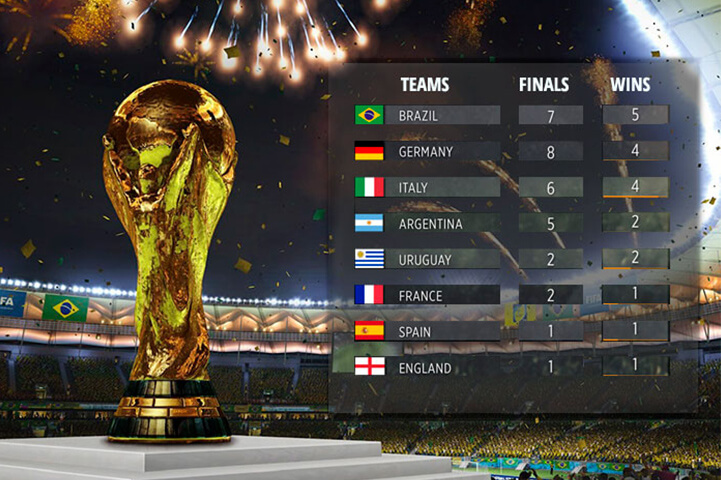 TEAMS FINALS WINS
BRAZIL 7 5
GERMANY 8 4
ITALY 6 4
ARGENTINA 5 2
URUGUAY 2 2
FRANCE 2 1
SPAIN 1 1
ENGLAND 1 1
FA